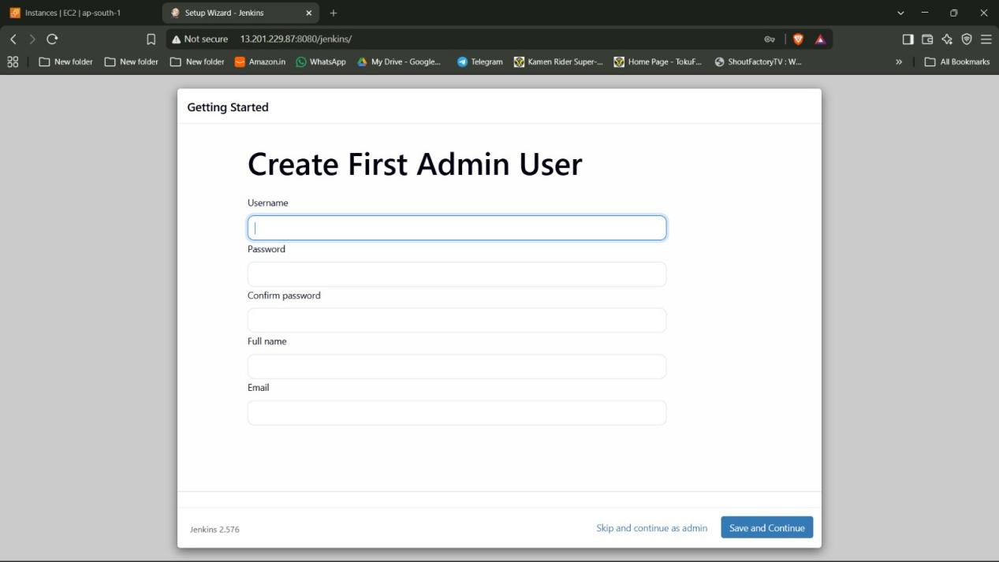 Instances | EC2 | ap-south-1
Setup Wizard - Jenkins
Not secure 13.201.229.87:8080/jenkins/
New folder New folder New folder Amazon.in WhatsApp My Drive - Google... Telegram Kamen Rider Super-... Home Page - TokuF... ShoutFactoryTV : W... » All Bookmarks
Getting Started
Create First Admin User
Username
Password
Confirm password
Full name
Email
Jenkins 2.576 Skip and continue as admin Save and Continue